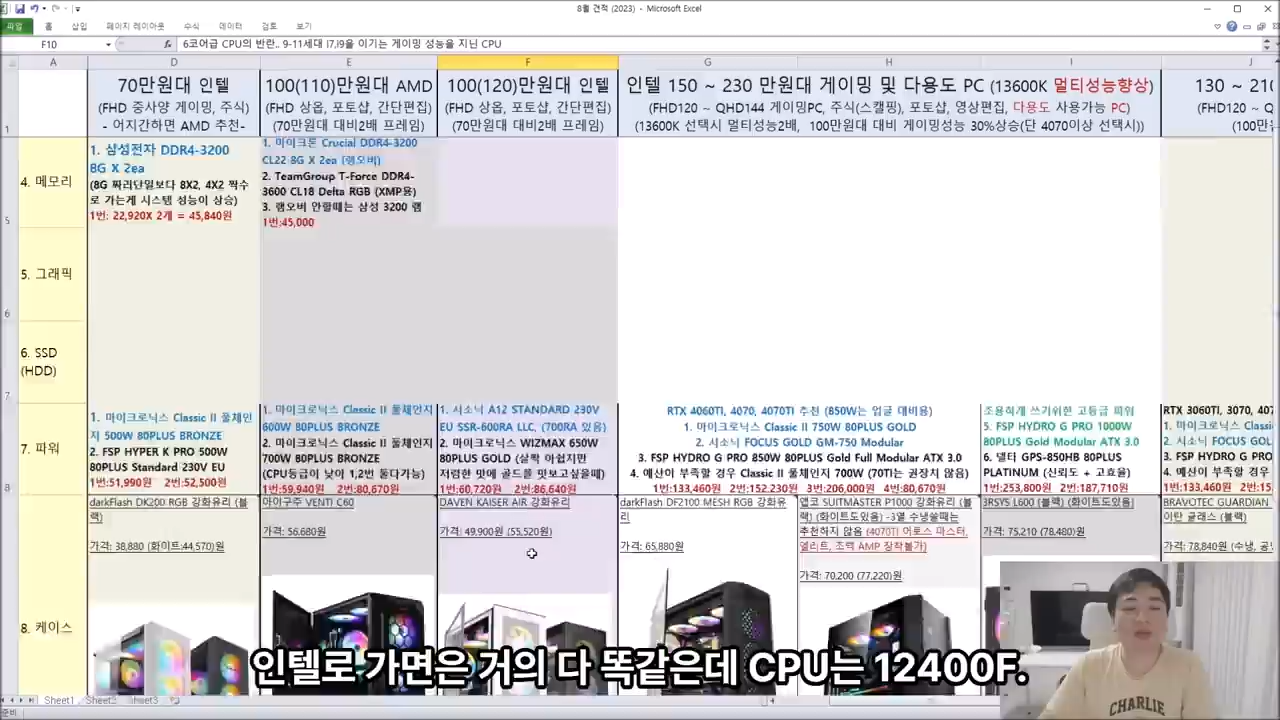 8월 견적 (2023) - Microsoft Excel
파일 홈 삽입 페이지 레이아웃 수식 데이터 검토 보기
F10 fx 6코어급 CPU의 반란.. 9-11세대 I7,I9을 이기는 게이밍 성능을 지닌 CPU
A D E F G H I J
1
70만원대 인텔
(FHD 중사양 게이밍, 주식)
- 어지간하면 AMD 추천-
100(110)만원대 AMD
(FHD 상옵, 포토샵, 간단편집)
(70만원대 대비2배 프레임)
100(120)만원대 인텔
(FHD 상옵, 포토샵, 간단편집)
(70만원대 대비2배 프레임)
인텔 150 ~ 230 만원대 게이밍 및 다용도 PC (13600K 멀티성능향상)
(FHD120 ~ QHD144 게이밍PC, 주식(스캘핑), 포토샵, 영상편집, 다용도 사용가능 PC)
(13600K 선택시 멀티성능2배, 100만원대 대비 게이밍성능 30%상승(단 4070이상 선택시))
130 ~ 210
(FHD120 ~ Q
(100만
4. 메모리
5
1. 삼성전자 DDR4-3200
8G X 2ea
(8G 짜리단일보다 8X2, 4X2 짝수
로 가는게 시스템 성능이 상승)
1번: 22,920X 2개 = 45,840원
1. 마이크론 Crucial DDR4-3200
CL22 8G X 2ea (램오버)
2. TeamGroup T-Force DDR4-
3600 CL18 Delta RGB (XMP용)
3. 램오버 안할때는 삼성 3200 램
1번:45,000
5. 그래픽
6
6. SSD
(HDD)
7
7. 파워
8
1. 마이크로닉스 Classic II 풀체인
지 500W 80PLUS BRONZE
2. FSP HYPER K PRO 500W
80PLUS Standard 230V EU
1번:51,990원 2번:52,500원
1. 마이크로닉스 Classic II 풀체인지
600W 80PLUS BRONZE
2. 마이크로닉스 Classic II 풀체인지
700W 80PLUS BRONZE
(CPU등급이 낮이 1,2번 둘다가능)
1번:59,940원 2번:80,670원
1. 시소닉 A12 STANDARD 230V
EU SSR-600RA LLC, (700RA 있음)
2. 마이크로닉스 WIZMAX 650W
80PLUS GOLD (살짝 아쉽지만
저렴한 맛에 골드를 맛보고싶을때)
1번:60,720원 2번:86,640원
RTX 4060TI, 4070, 4070TI 추천 (850W는 업글 대비용)
1. 마이크로닉스 Classic II 750W 80PLUS GOLD
2. 시소닉 FOCUS GOLD GM-750 Modular
3. FSP HYDRO G PRO 850W 80PLUS Gold Full Modular ATX 3.0
4. 예산이 부족할 경우 Classic II 풀체인지 700W (70TI는 권장치 않음)
1번:133,460원 2번:152,230원 3번:206,000원 4번:80,670원
조용하게 쓰기위한 고등급 파워
5. FSP HYDRO G PRO 1000W
80PLUS Gold Modular ATX 3.0
6. 델타 GPS-850HB 80PLUS
PLATINUM (신뢰도 + 고효율)
1번:253,800원 2번:187,710원
RTX 3060TI, 3070, 407
1. 마이크로닉스 Classic
2. 시소닉 FOCUS GOL
3. FSP HYDRO G PRO 8
4. 예산이 부족할 경우 C
1번:133,460원 2번:15
8. 케이스
darkFlash DK200 RGB 강화유리 (블
랙)
가격: 38,880 (화이트:44,570)원
아이구주 VENTI C60
가격: 56,680원
DAVEN KAISER AIR 강화유리
가격: 49,900원 (55,520원)
darkFlash DF2100 MESH RGB 강화유
리
가격: 65,880원
앱코 SUITMASTER P1000 강화유리 (블
랙) (화이트도있음) -3열 수냉쓸때는
추천하지 않음 (4070TI 어로스 마스터,
엘리트, 조택 AMP 장착불가)
가격: 70,200 (77,220)원
3RSYS L600 (블랙) (화이트도있음)
가격: 75,210 (78,480)원
BRAVOTEC GUARDIAN
이란 글래스 (블랙)
가격: 78,840 (수냉, 공
인텔로 가면은 거의 다 똑같은데 CPU는 12400F.
CHARLIE
Sheet1 Sheet2 Sheet3
준비